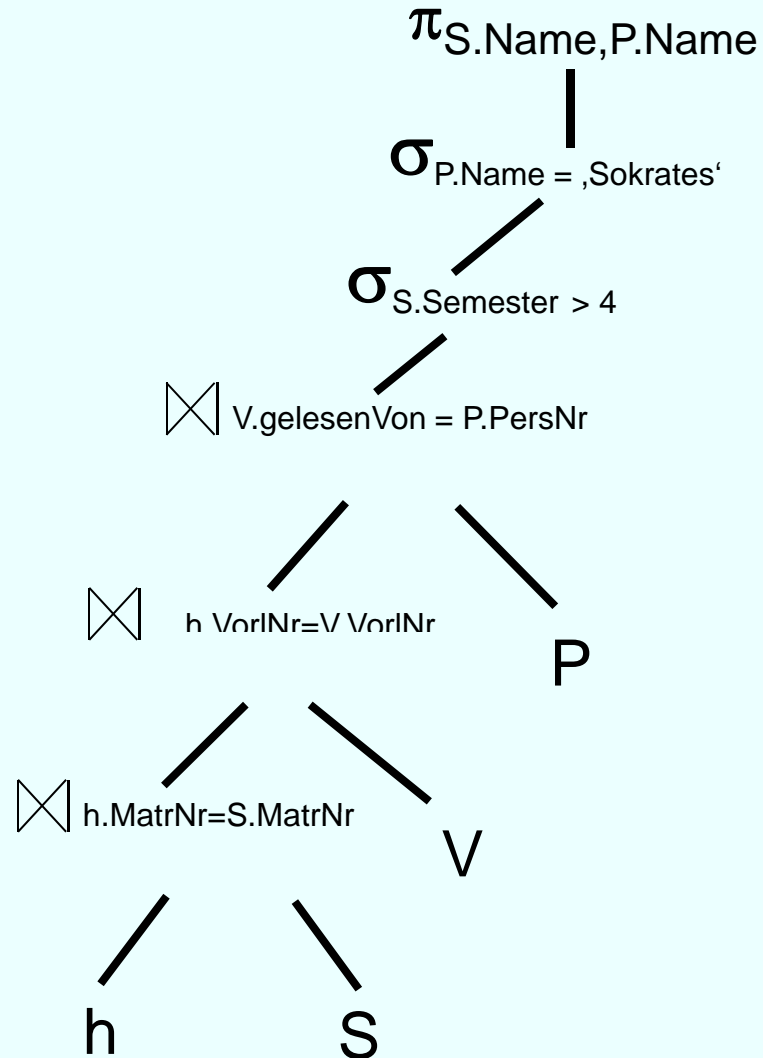 πS.Name,P.Name
σP.Name = ‚Sokrates‘
σS.Semester > 4
⋈ V.gelesenVon = P.PersNr
⋈ h.VorlNr=V.VorlNr
P
⋈ h.MatrNr=S.MatrNr
V
h S